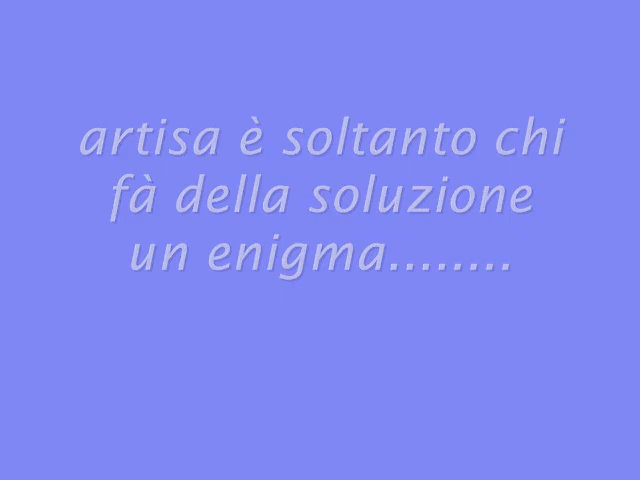 artisa è soltanto chi
fà della soluzione
un enigma........